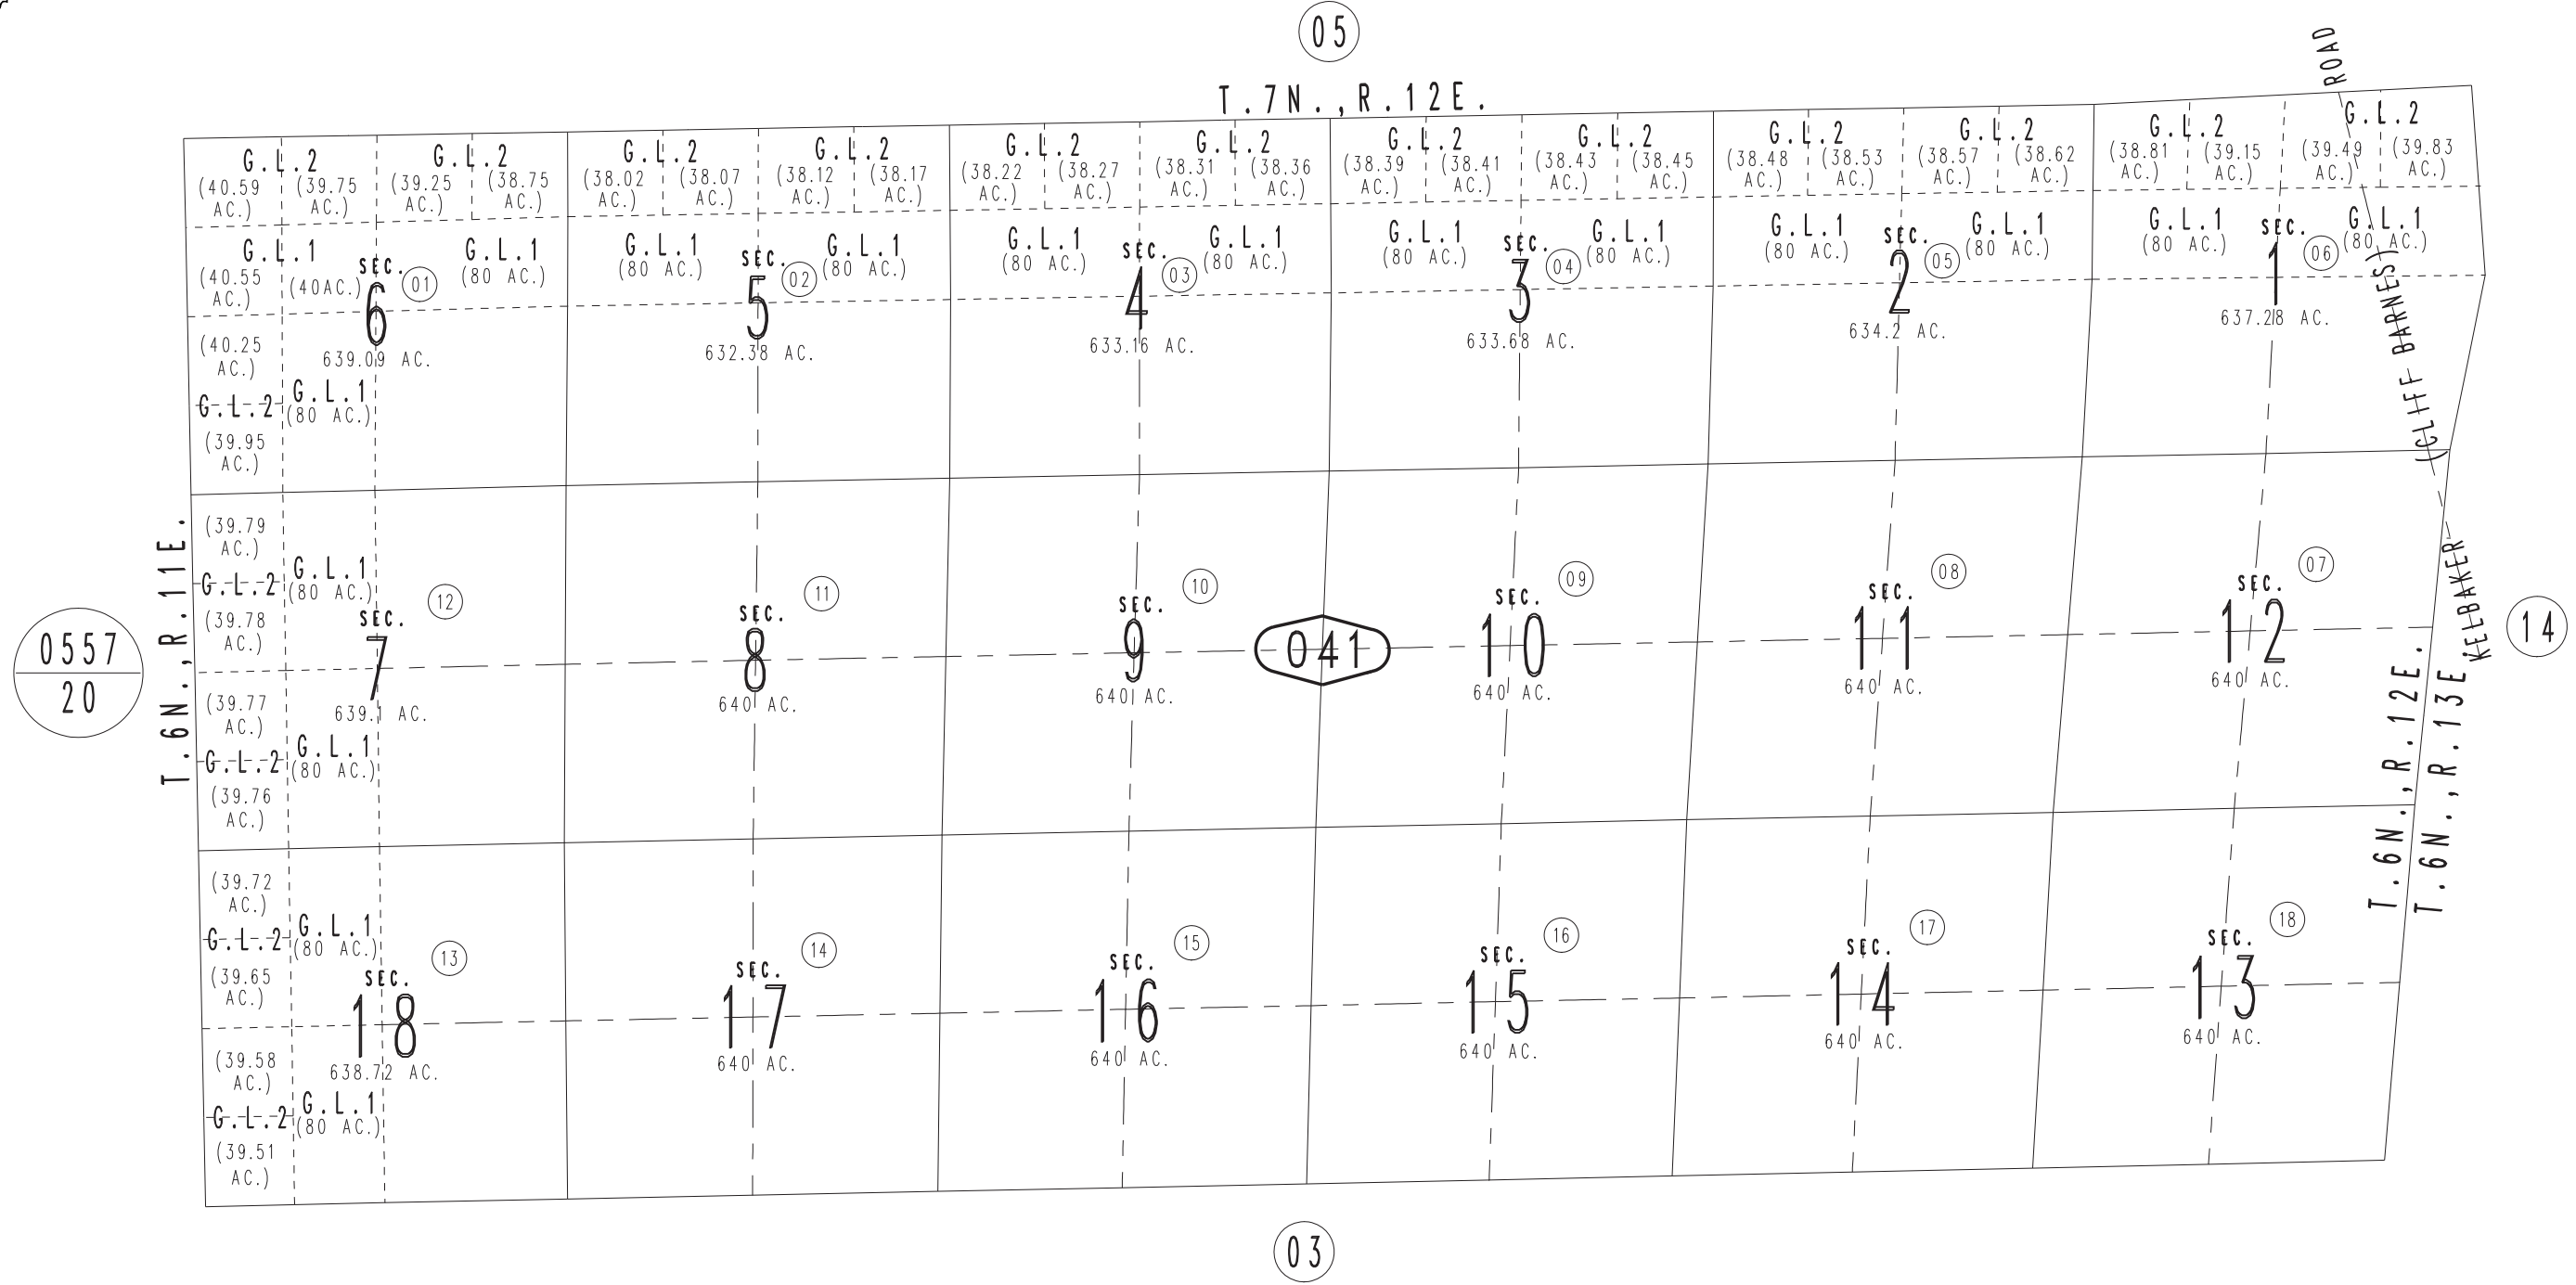 05
T.7N.,R.12E.
ROAD
G.L.2
(40.59 AC.)
(39.75 AC.)
G.L.2
(39.25 AC.)
(38.75 AC.)
G.L.2
(38.02 AC.)
(38.07 AC.)
G.L.2
(38.12 AC.)
(38.17 AC.)
G.L.2
(38.22 AC.)
(38.27 AC.)
G.L.2
(38.31 AC.)
(38.36 AC.)
G.L.2
(38.39 AC.)
(38.41 AC.)
G.L.2
(38.43 AC.)
(38.45 AC.)
G.L.2
(38.48 AC.)
(38.53 AC.)
G.L.2
(38.57 AC.)
(38.62 AC.)
G.L.2
(38.81 AC.)
(39.15 AC.)
G.L.2
(39.49 AC.)
(39.83 AC.)
G.L.1
(40.55 AC.)
(40AC.)
SEC.
6
01
639.09 AC.
G.L.1
(80 AC.)
G.L.1
(80 AC.)
SEC.
5
02
632.38 AC.
G.L.1
(80 AC.)
G.L.1
(80 AC.)
SEC.
4
03
633.16 AC.
G.L.1
(80 AC.)
G.L.1
(80 AC.)
SEC.
3
04
633.68 AC.
G.L.1
(80 AC.)
G.L.1
(80 AC.)
SEC.
2
05
634.2 AC.
G.L.1
(80 AC.)
G.L.1
(80 AC.)
SEC.
1
06
637.28 AC.
G.L.1
(80 AC.)
(CLIFF BARNEST)
(40.25 AC.)
G.L.2
(39.95 AC.)
G.L.1
(80 AC.)
T.6N.,R.11E.
0557
20
(39.79 AC.)
G.L.2
(39.78 AC.)
G.L.1
(80 AC.)
SEC.
7
12
639.1 AC.
(39.77 AC.)
G.L.2
(39.76 AC.)
G.L.1
(80 AC.)
SEC.
8
11
640 AC.
SEC.
9
10
640 AC.
041
SEC.
10
09
640 AC.
SEC.
11
08
640 AC.
SEC.
12
07
640 AC.
KELBAKER
14
T.6N.,R.12E.
T.6N.,R.13E.
(39.72 AC.)
G.L.2
(39.65 AC.)
G.L.1
(80 AC.)
SEC.
18
13
638.72 AC.
(39.58 AC.)
G.L.2
(39.51 AC.)
G.L.1
(80 AC.)
SEC.
17
14
640 AC.
SEC.
16
15
640 AC.
SEC.
15
16
640 AC.
SEC.
14
17
640 AC.
SEC.
13
18
640 AC.
03